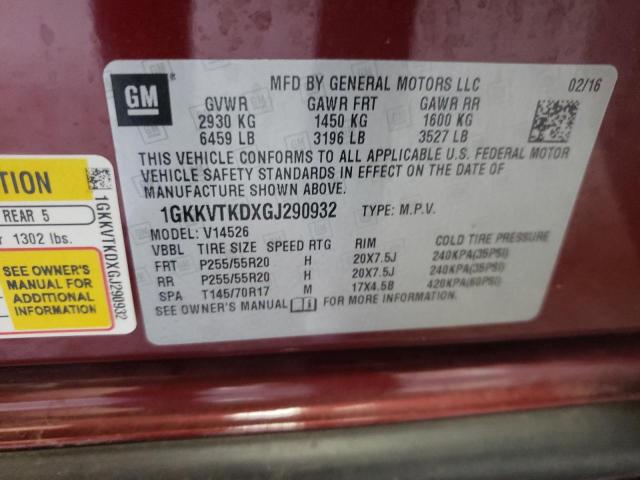 GM
MFD BY GENERAL MOTORS LLC 02/16
GVWR GAWR FRT GAWR RR
2930 KG 1450 KG 1600 KG
6459 LB 3196 LB 3527 LB
THIS VEHICLE CONFORMS TO ALL APPLICABLE U.S. FEDERAL MOTOR
VEHICLE SAFETY STANDARDS IN EFFECT ON THE DATE OF
MANUFACTURE SHOWN ABOVE.
1GKKVTKDXGJ290932 TYPE: M.P.V.
MODEL: V14526
VBBL TIRE SIZE SPEED RTG RIM COLD TIRE PRESSURE
FRT P255/55R20 H 20X7.5J 240KPA(35PSI)
RR P255/55R20 H 20X7.5J 240KPA(35PSI)
SPA T145/70R17 M 17X4.5B 420KPA(60PSI)
SEE OWNER'S MANUAL FOR MORE INFORMATION.
TION
REAR 5
1302 lbs.
SEE OWNER'S
MANUAL FOR
ADDITIONAL
INFORMATION
1GKKVTKDXGJ290932